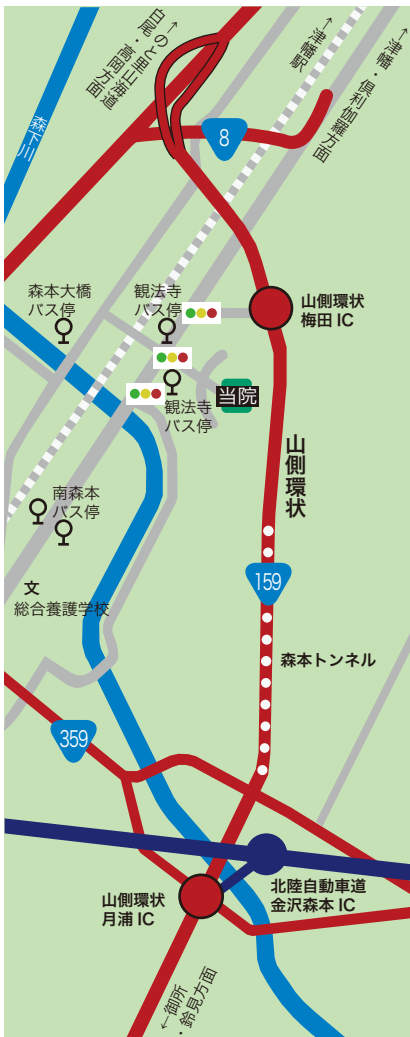 ←のと里山海道
白尾・高岡方面
←津幡駅
←津幡・倶利伽羅方面
森下川
8
森本大橋
バス停
観法寺
バス停
山側環状
梅田 IC
当院
観法寺
バス停
山側環状
南森本
バス停
159
文
総合養護学校
森本トンネル
359
北陸自動車道
金沢森本 IC
山側環状
月浦 IC
←御所
・鈴見方面